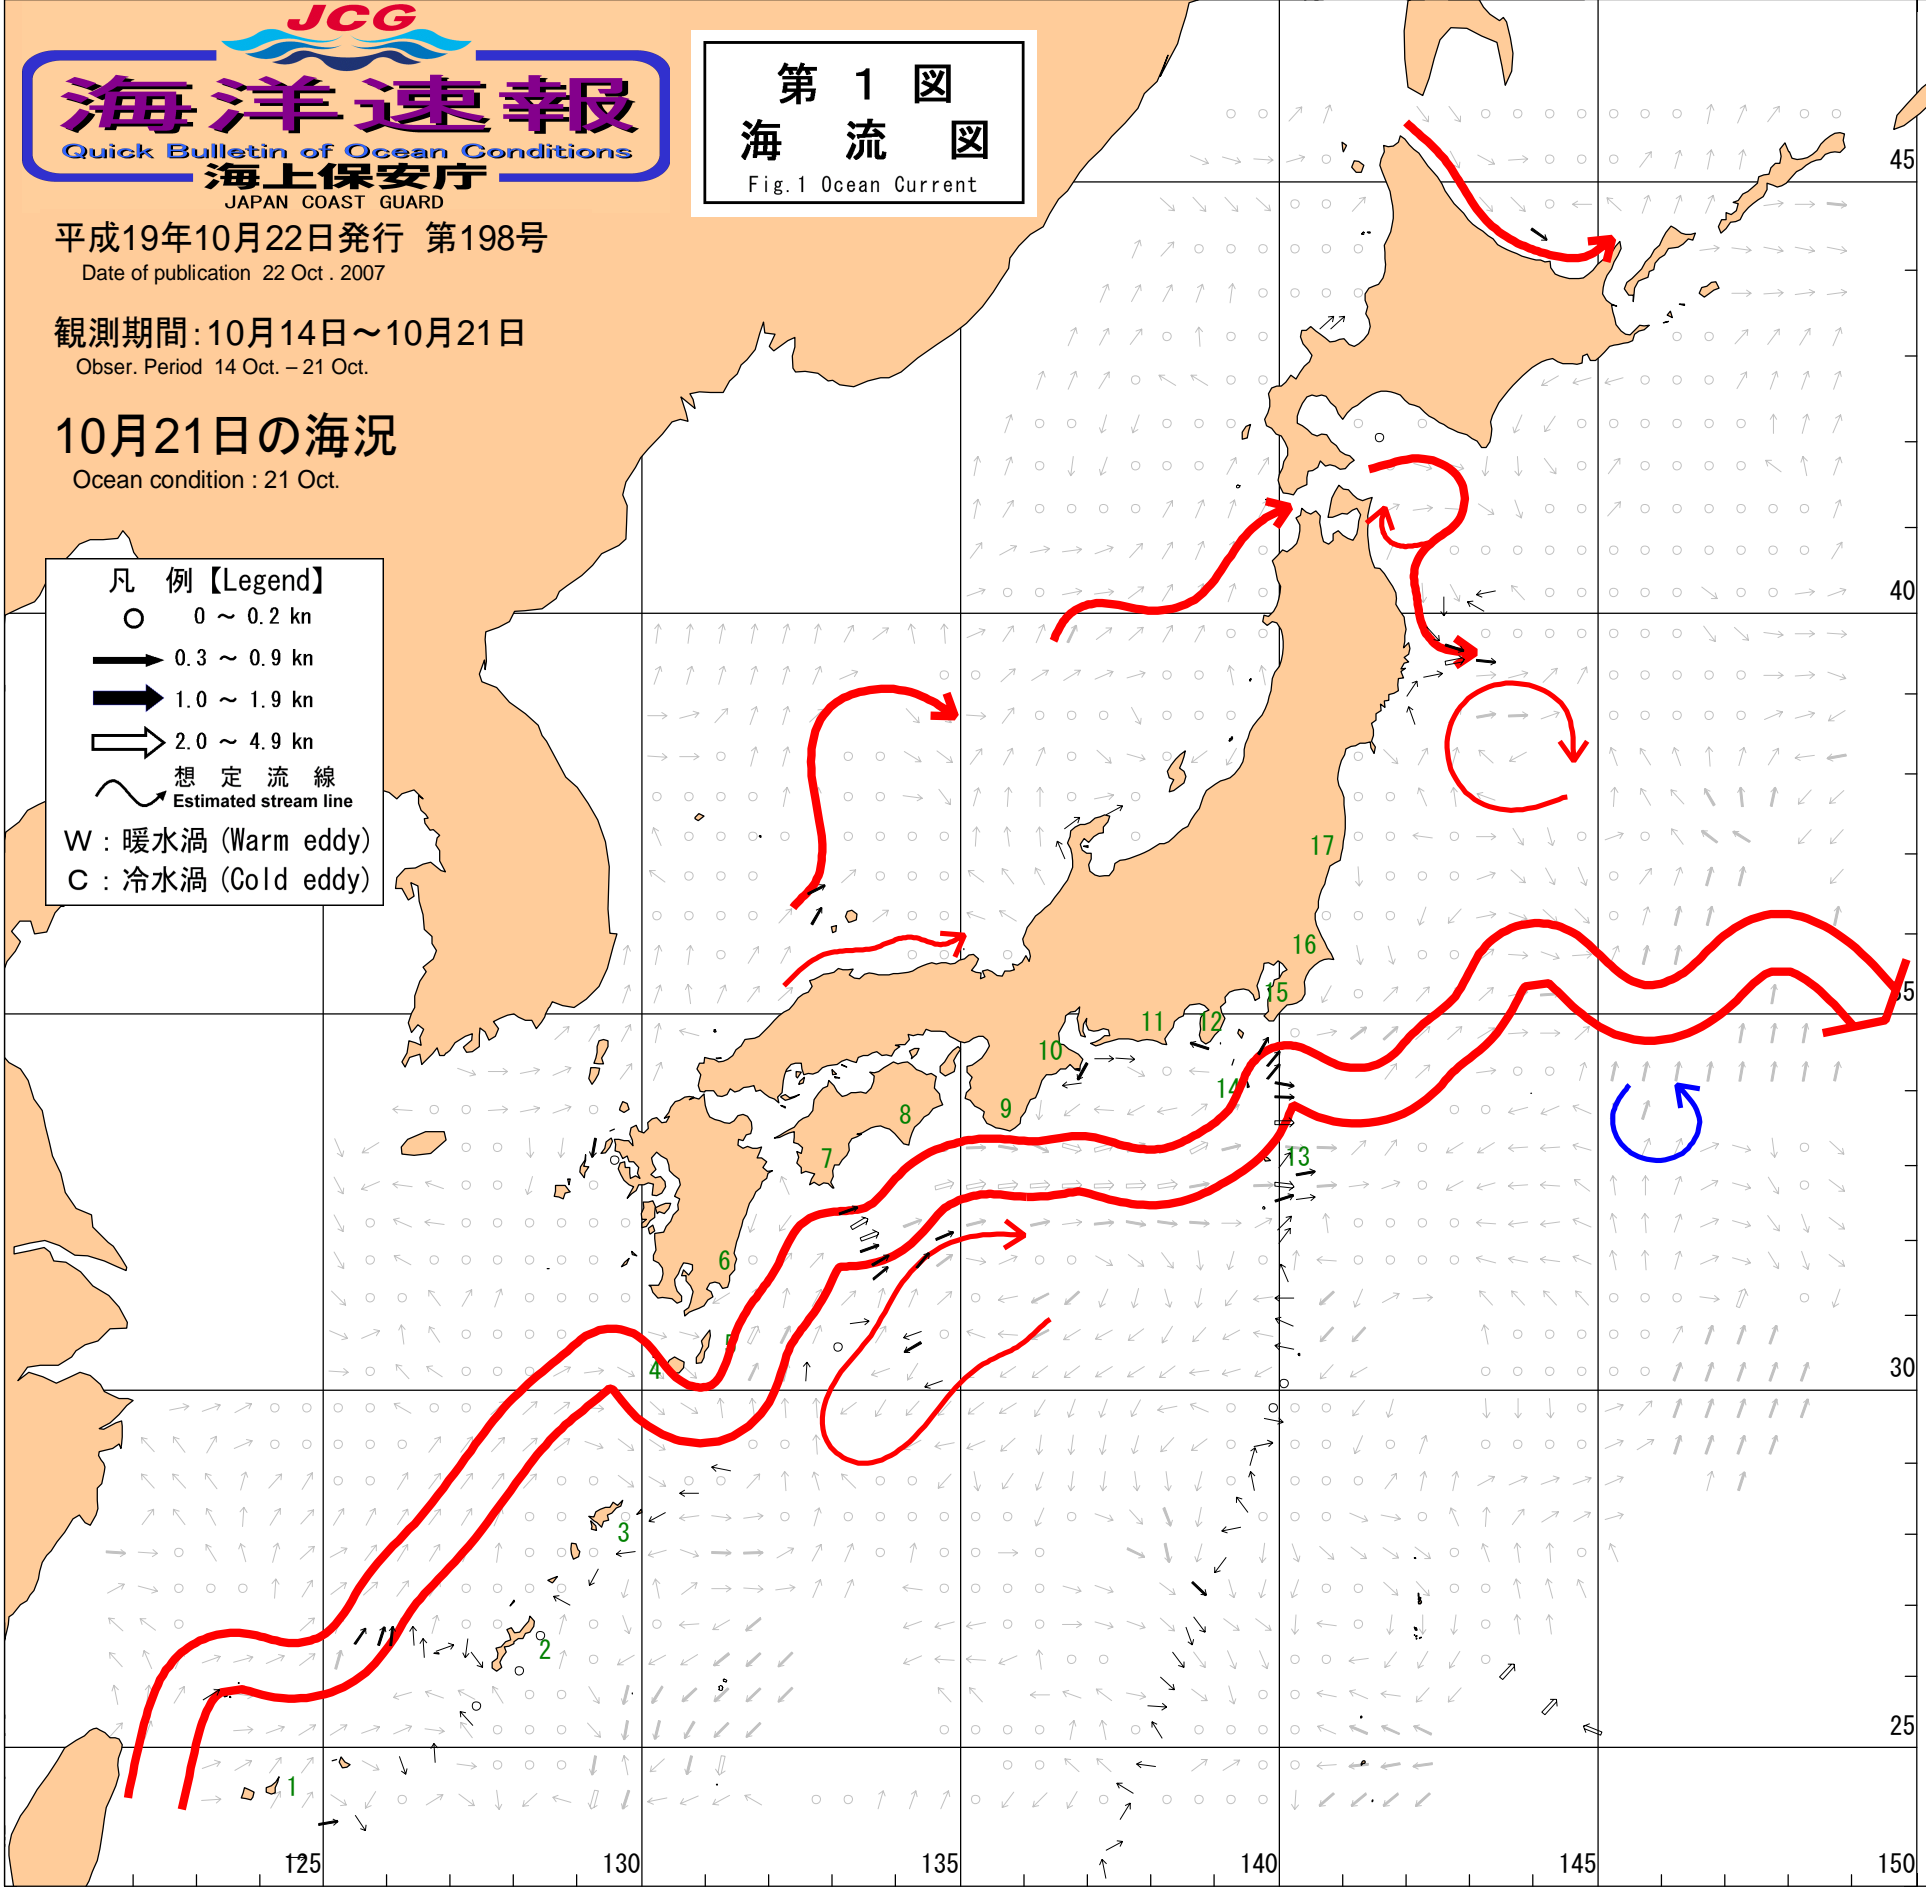 JCG
海洋速報
Quick Bulletin of Ocean Conditions
海上保安庁
JAPAN COAST GUARD
平成19年10月22日発行 第198号
Date of publication 22 Oct . 2007
観測期間:10月14日～10月21日
Obser. Period 14 Oct. – 21 Oct.
10月21日の海況
Ocean condition : 21 Oct.
第 1 図
海 流 図
Fig.1 Ocean Current
凡 例【Legend】
0 ～ 0.2 kn
0.3 ～ 0.9 kn
1.0 ～ 1.9 kn
2.0 ～ 4.9 kn
想 定 流 線
Estimated stream line
W : 暖水渦 (Warm eddy)
C : 冷水渦 (Cold eddy)
45
40
17
16
15
35
11
12
10
14
9
8
7
13
6
5
4
30
3
2
25
1
125
130
135
140
145
150